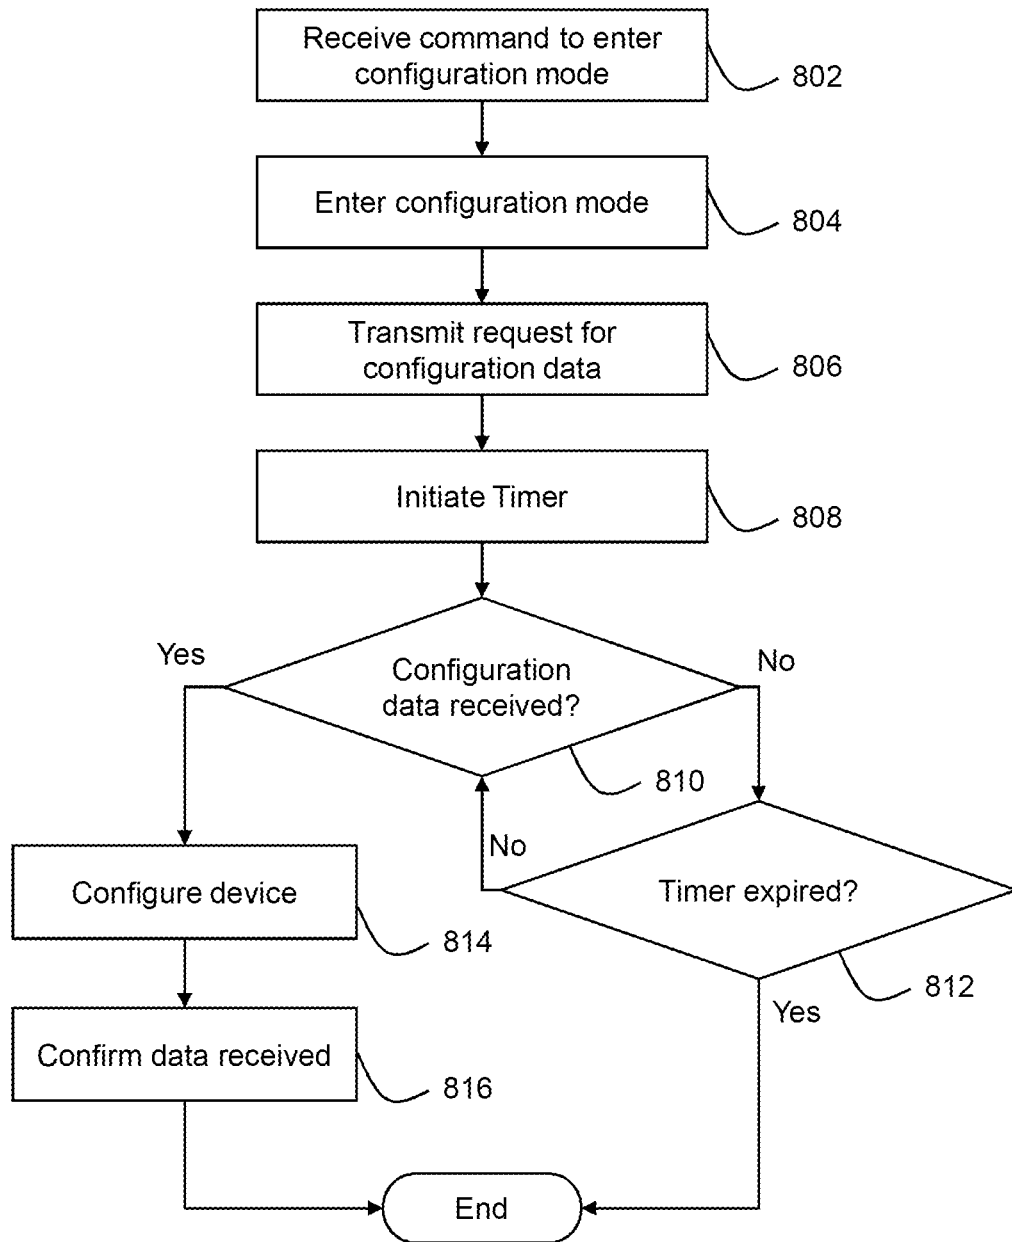 Receive command to enter
configuration mode
802
Enter configuration mode
804
Transmit request for
configuration data
806
Initiate Timer
808
Yes
Configuration
data received?
No
810
No
Timer expired?
812
Yes
Configure device
814
Confirm data received
816
End